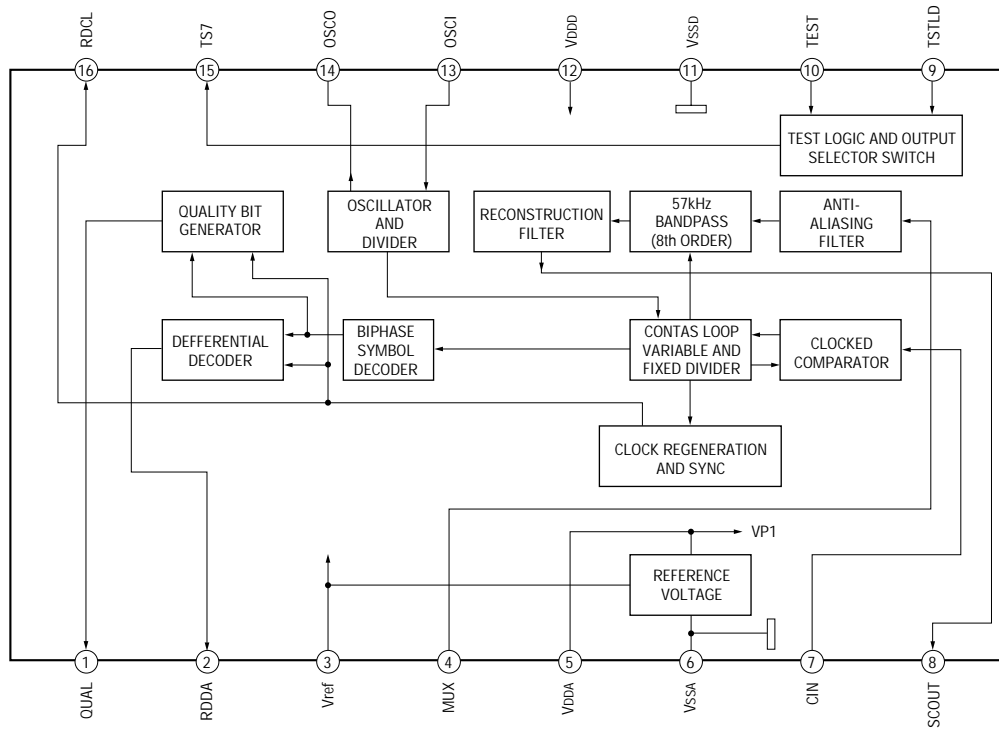 RDCL
TS7
OSCO
OSCI
VDDD
VSSD
TEST
TSTLD
16
15
14
13
12
11
10
9
TEST LOGIC AND OUTPUT
SELECTOR SWITCH
QUALITY BIT
GENERATOR
OSCILLATOR
AND
DIVIDER
RECONSTRUCTION
FILTER
57kHz
BANDPASS
(8th ORDER)
ANTI-
ALIASING
FILTER
DEFFERENTIAL
DECODER
BIPHASE
SYMBOL
DECODER
CONTAS LOOP
VARIABLE AND
FIXED DIVIDER
CLOCKED
COMPARATOR
CLOCK REGENERATION
AND SYNC
VP1
REFERENCE
VOLTAGE
1
2
3
4
5
6
7
8
QUAL
RDDA
Vref
MUX
VDDA
VSSA
CIN
SCOUT